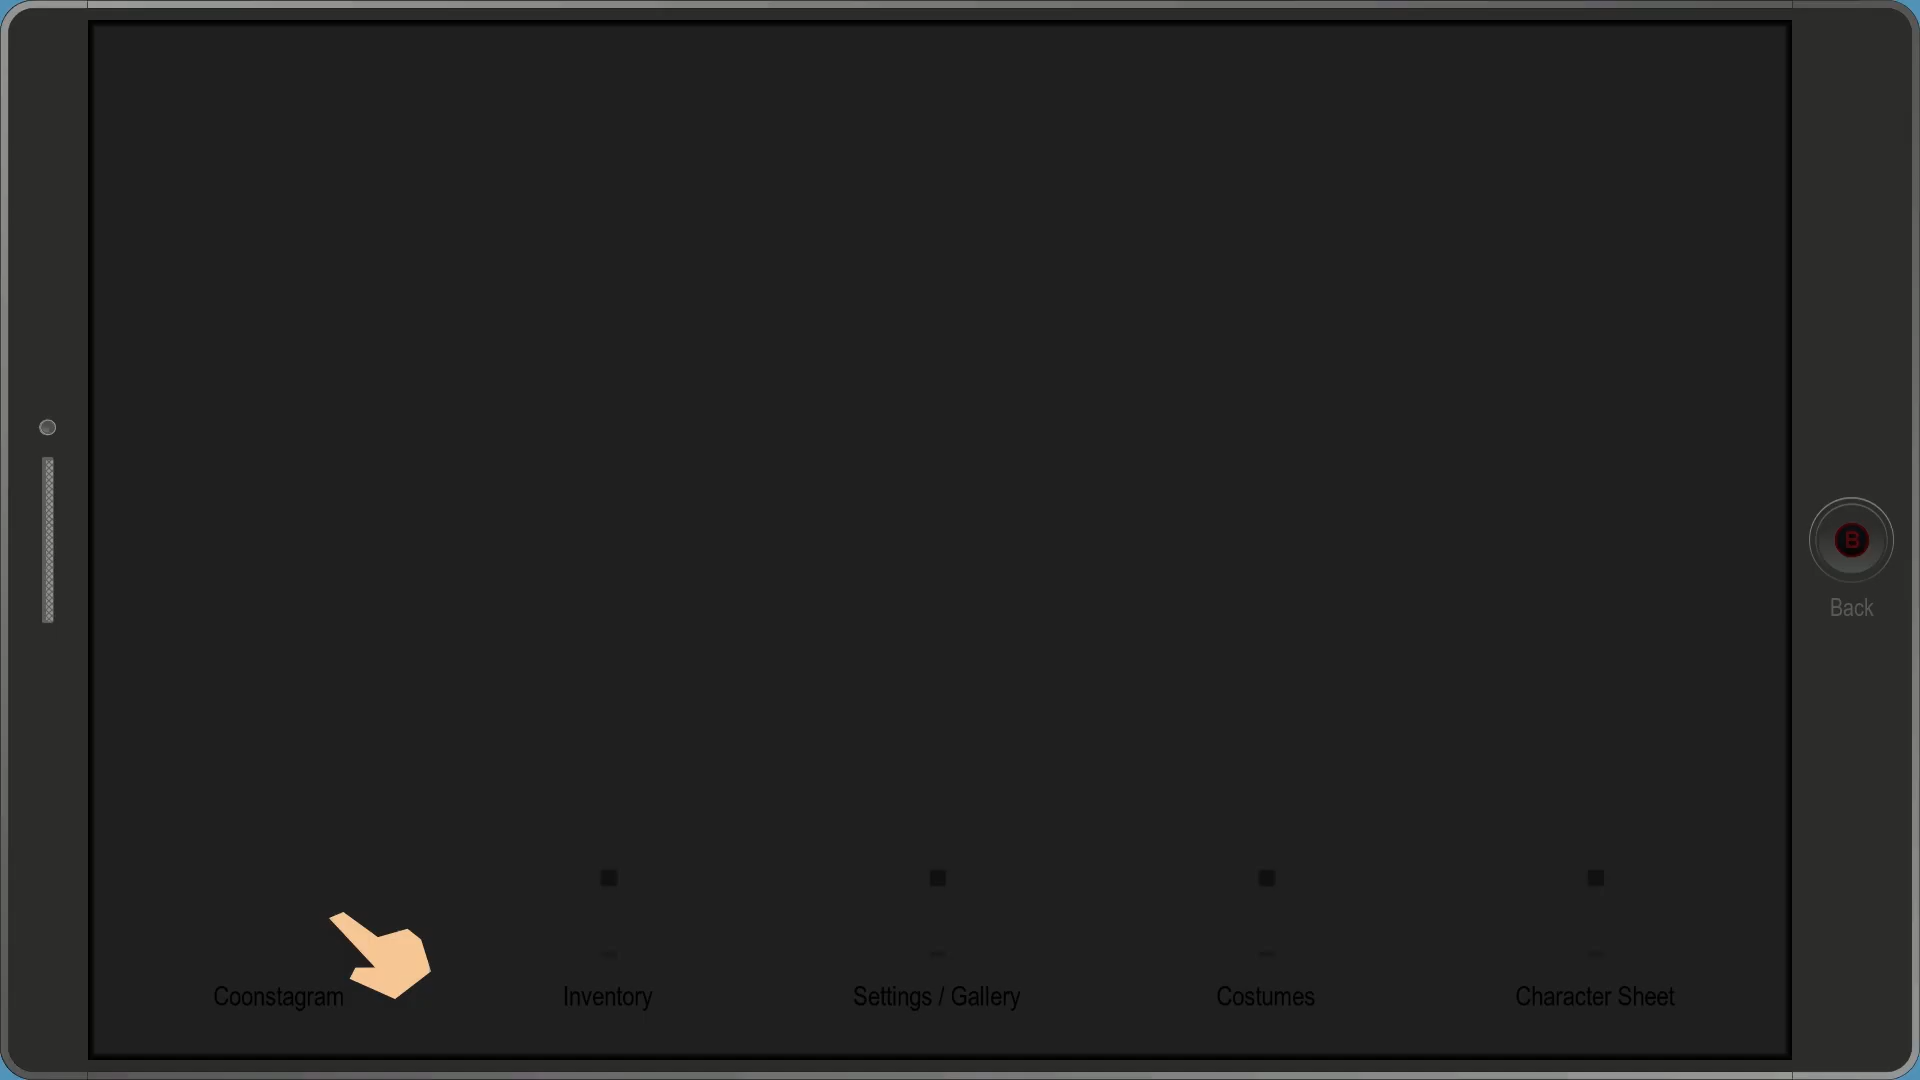 B
Back
Coonstagram
Inventory
Settings / Gallery
Costumes
Character Sheet